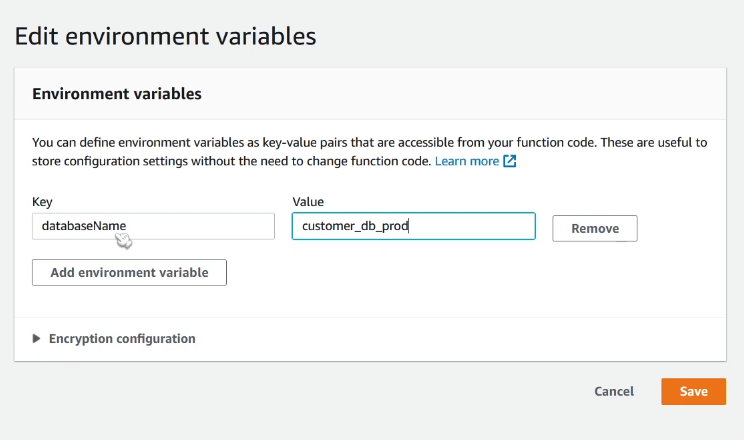 Edit environment variables
Environment variables
You can define environment variables as key-value pairs that are accessible from your function code. These are useful to
store configuration settings without the need to change function code. Learn more
Key
Value
databaseName
customer_db_prod
Remove
Add environment variable
Encryption configuration
Cancel
Save